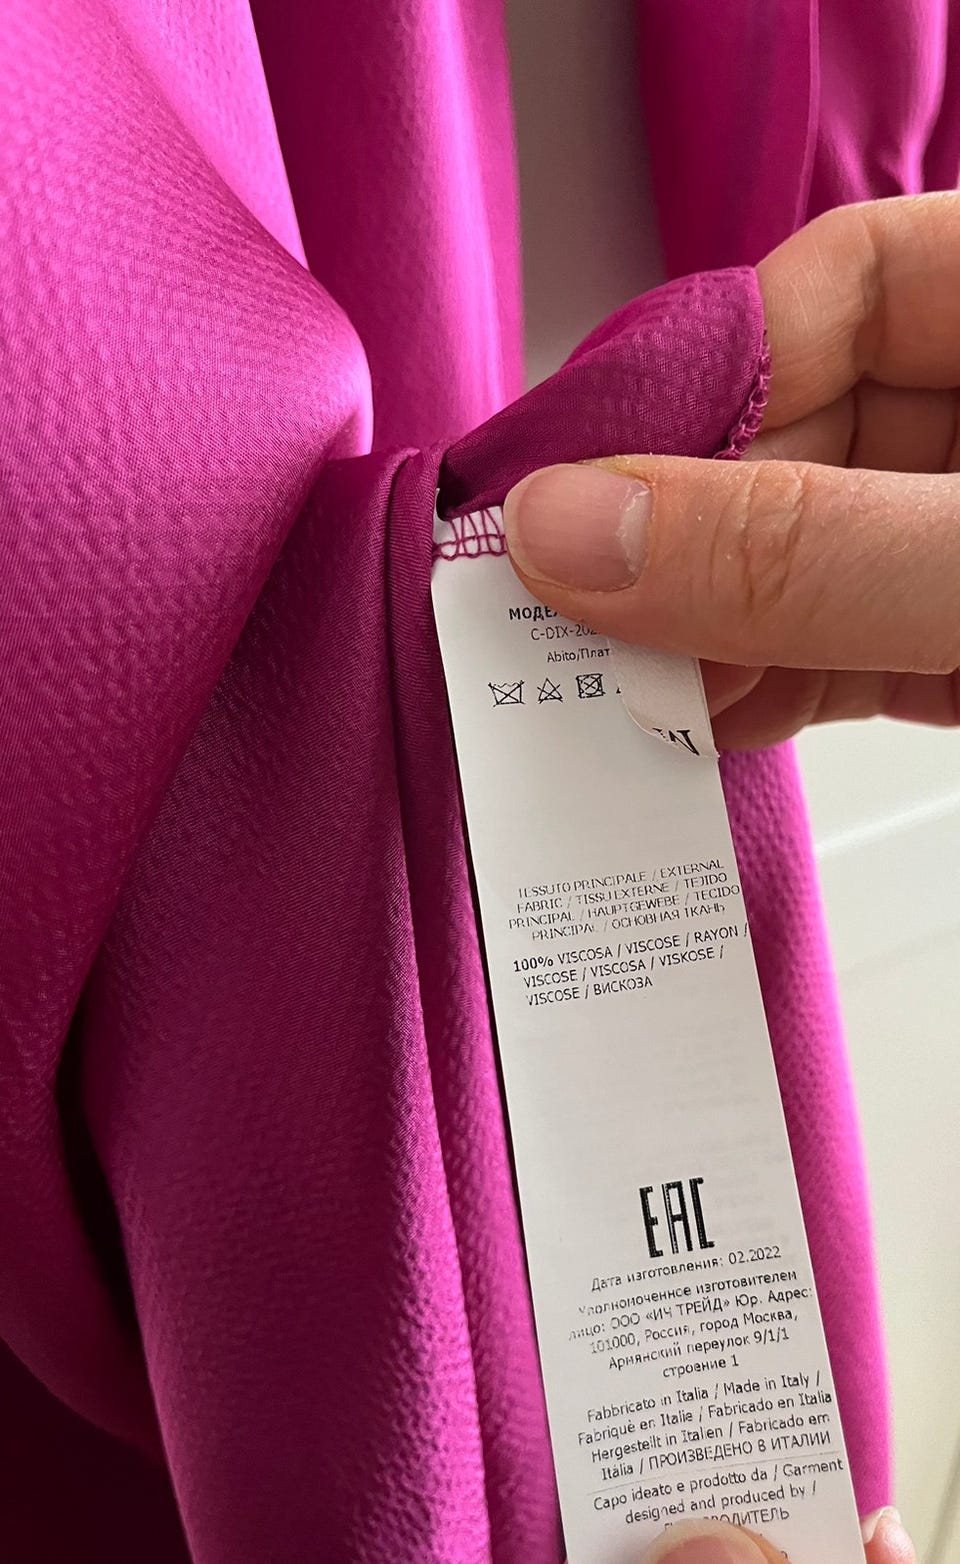 C-DIX-202
Abito/Плат
M
TESSUTO PRINCIPALE / EXTERNAL
FABRIC / TISSU EXTERNE / TEJIDO
PRINCIPAL / HAUPTGEWEBE / TECIDO
PRINCIPAL / ОСНОВНАЯ ТКАНЬ
100% VISCOSA / VISCOSE / RAYON /
VISCOSE / VISCOSA / VISKOSE /
VISCOSE / ВИСКОЗА
EAC
Дата изготовления: 02.2022
Уполномоченное изготовителем
лицо: ООО «ИЧ ТРЕЙД» Юр. Адрес:
101000, Россия, город Москва,
Армянский переулок 9/1/1
строение 1
Fabbricato in Italia / Made in Italy /
Fabriqué en Italie / Fabricado en Italia
Hergestellt in Italien / Fabricado em
Itália / ПРОИЗВЕДЕНО В ИТАЛИИ
Capo ideato e prodotto da / Garment
designed and produced by /